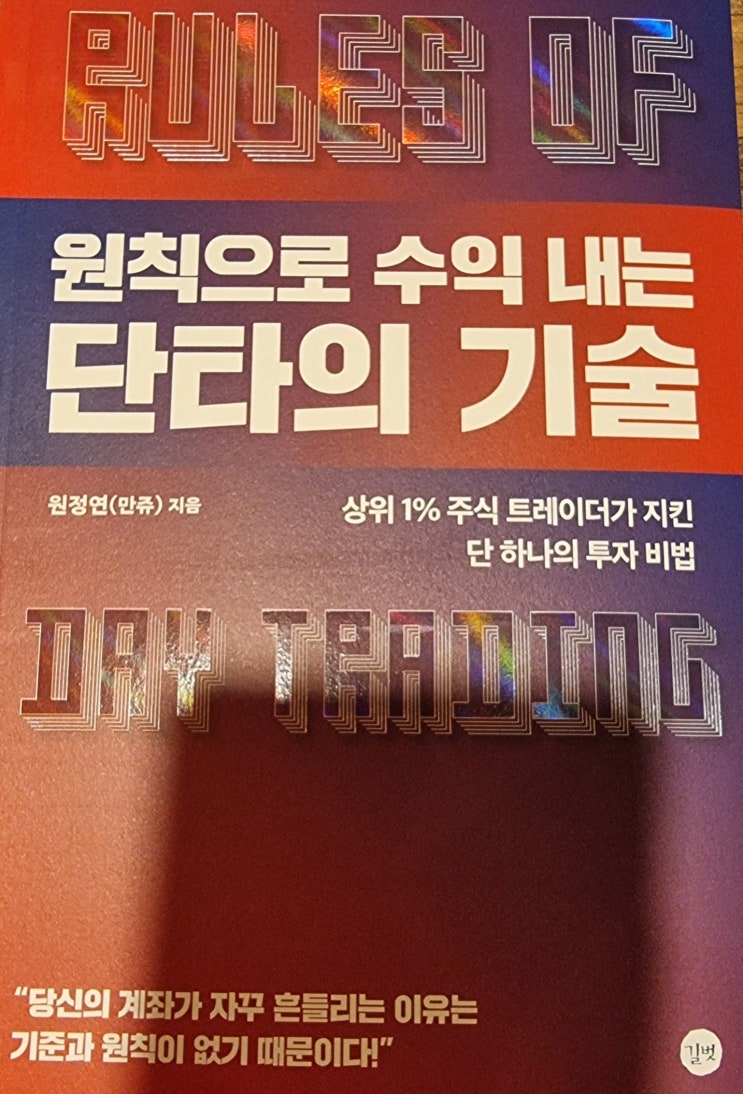 RULES OF
원칙으로 수익 내는
단타의 기술
원정연(만쥬) 지음
상위 1% 주식 트레이더가 지킨
단 하나의 투자 비법
DAY TRADING
“당신의 계좌가 자꾸 흔들리는 이유는
기준과 원칙이 없기 때문이다!”
길벗